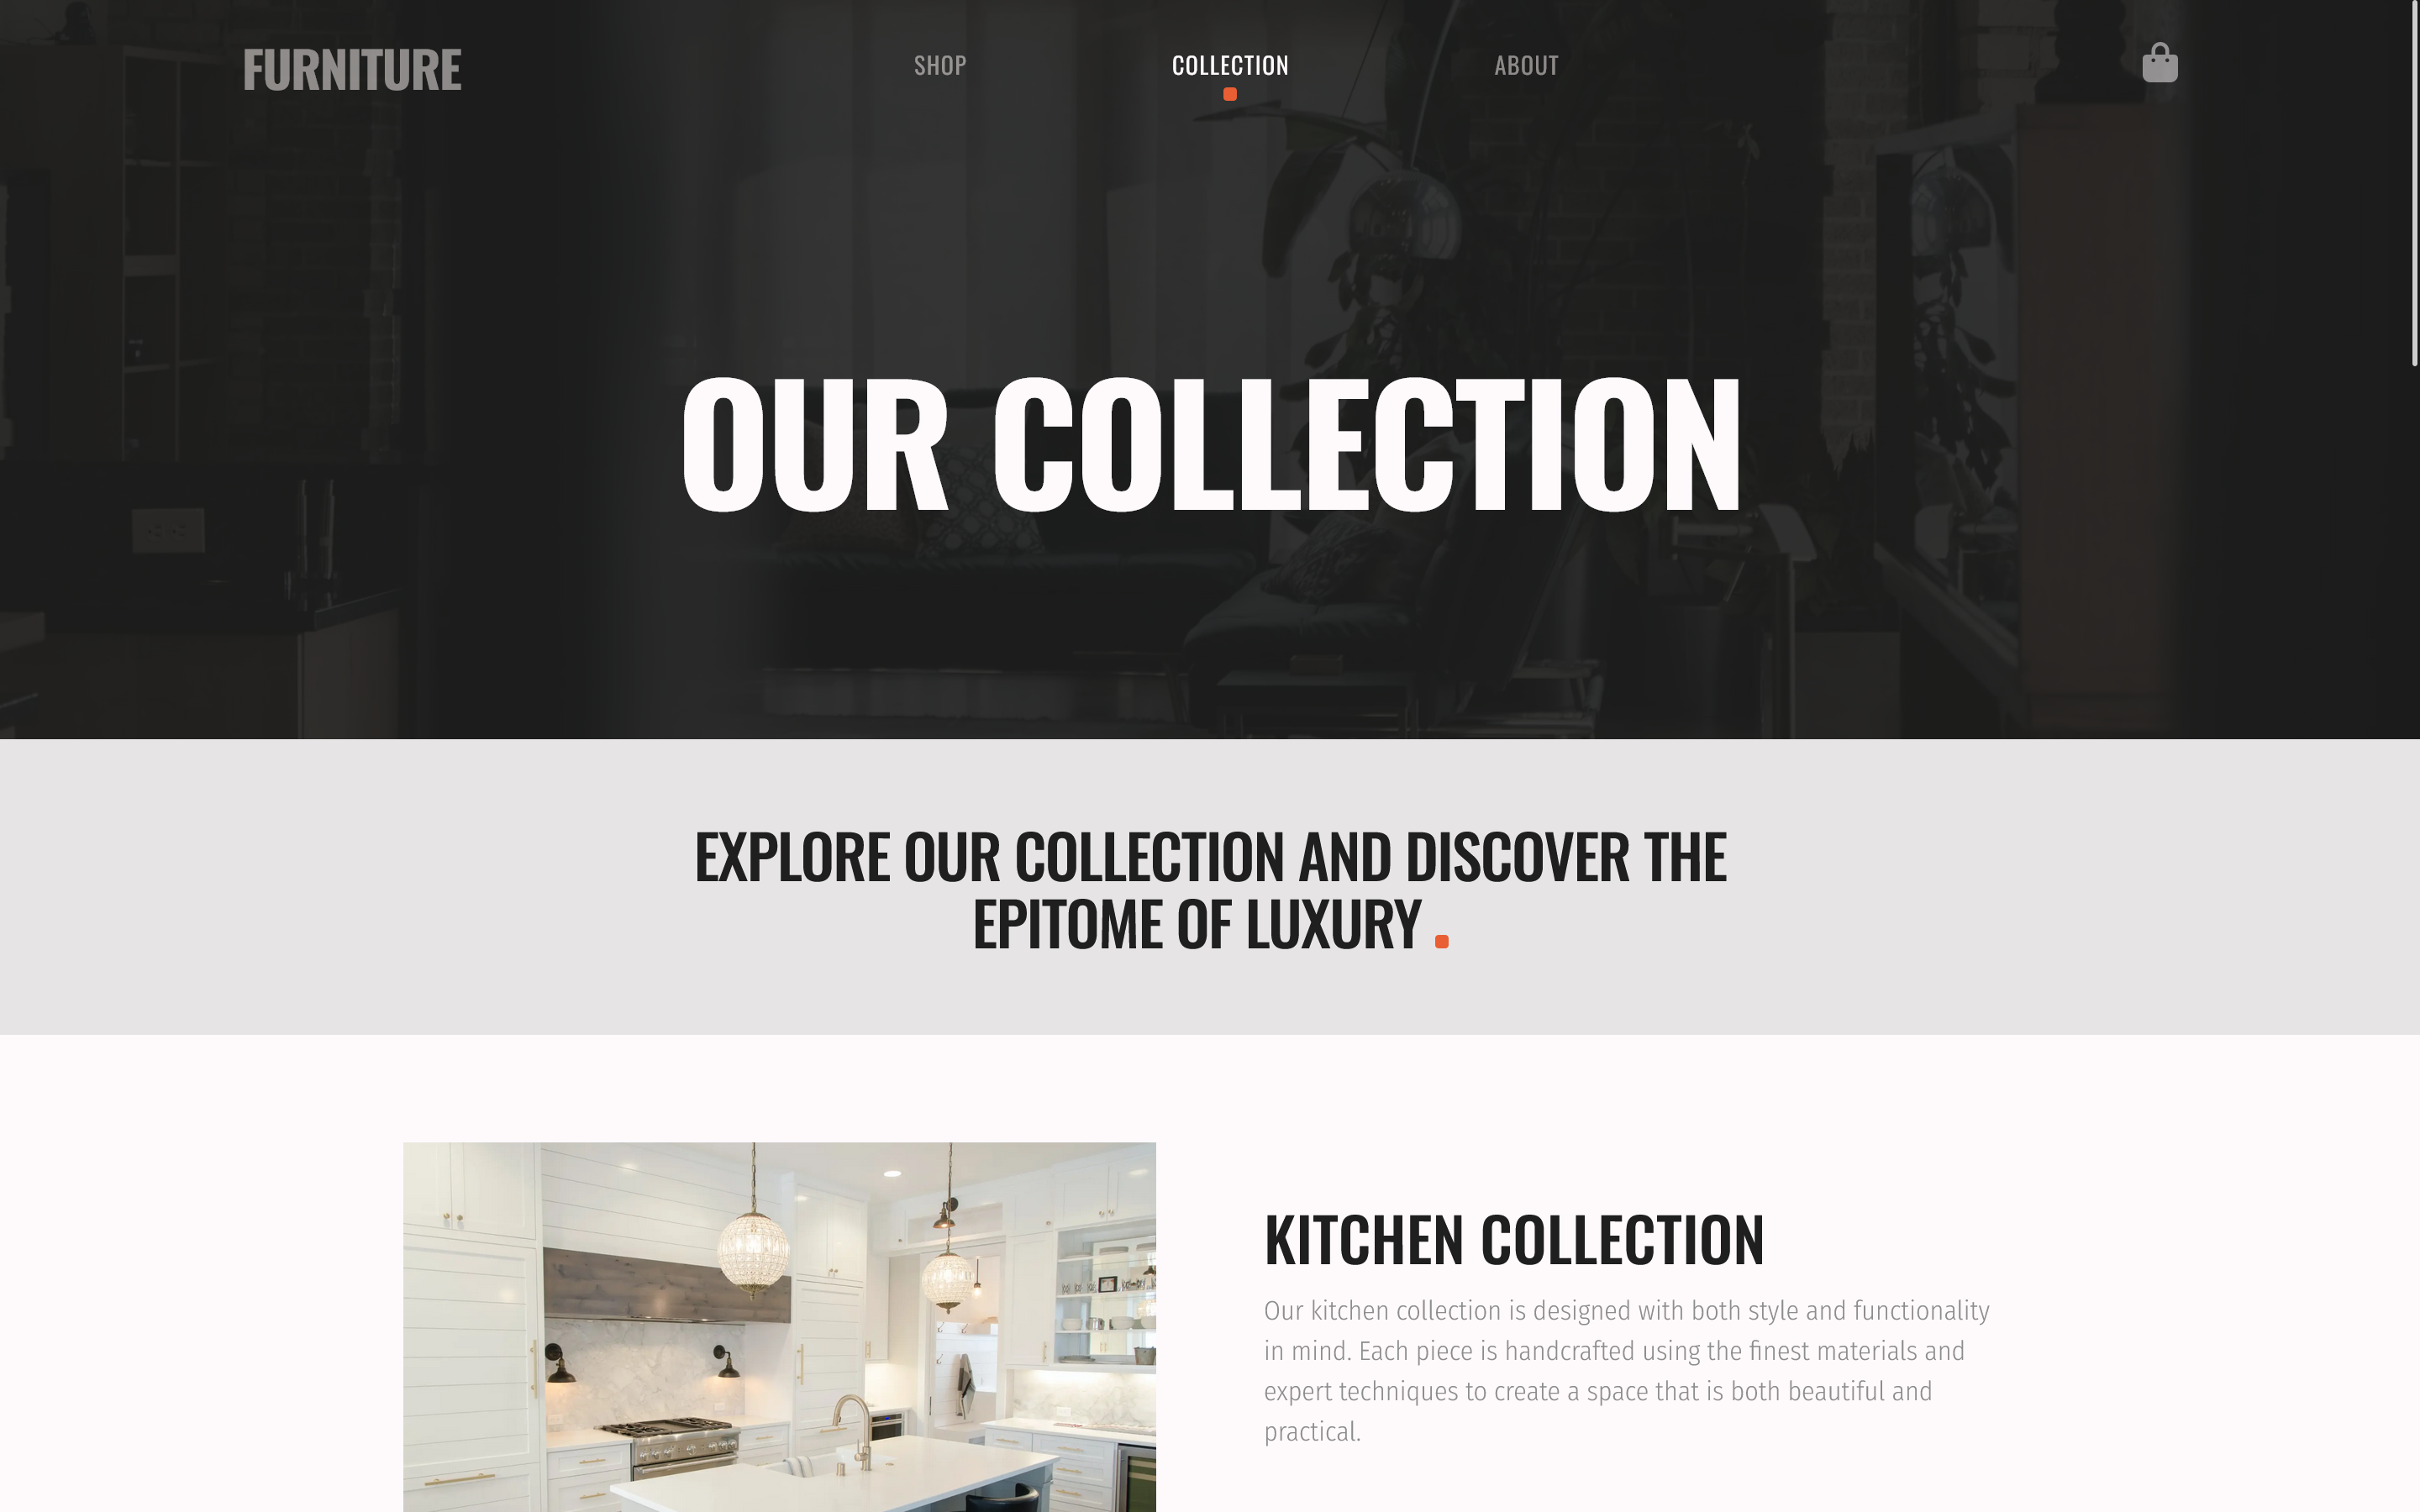 FURNITURE
SHOP
COLLECTION
ABOUT
OUR COLLECTION
EXPLORE OUR COLLECTION AND DISCOVER THE
EPITOME OF LUXURY .
KITCHEN COLLECTION
Our kitchen collection is designed with both style and functionality
in mind. Each piece is handcrafted using the finest materials and
expert techniques to create a space that is both beautiful and
practical.